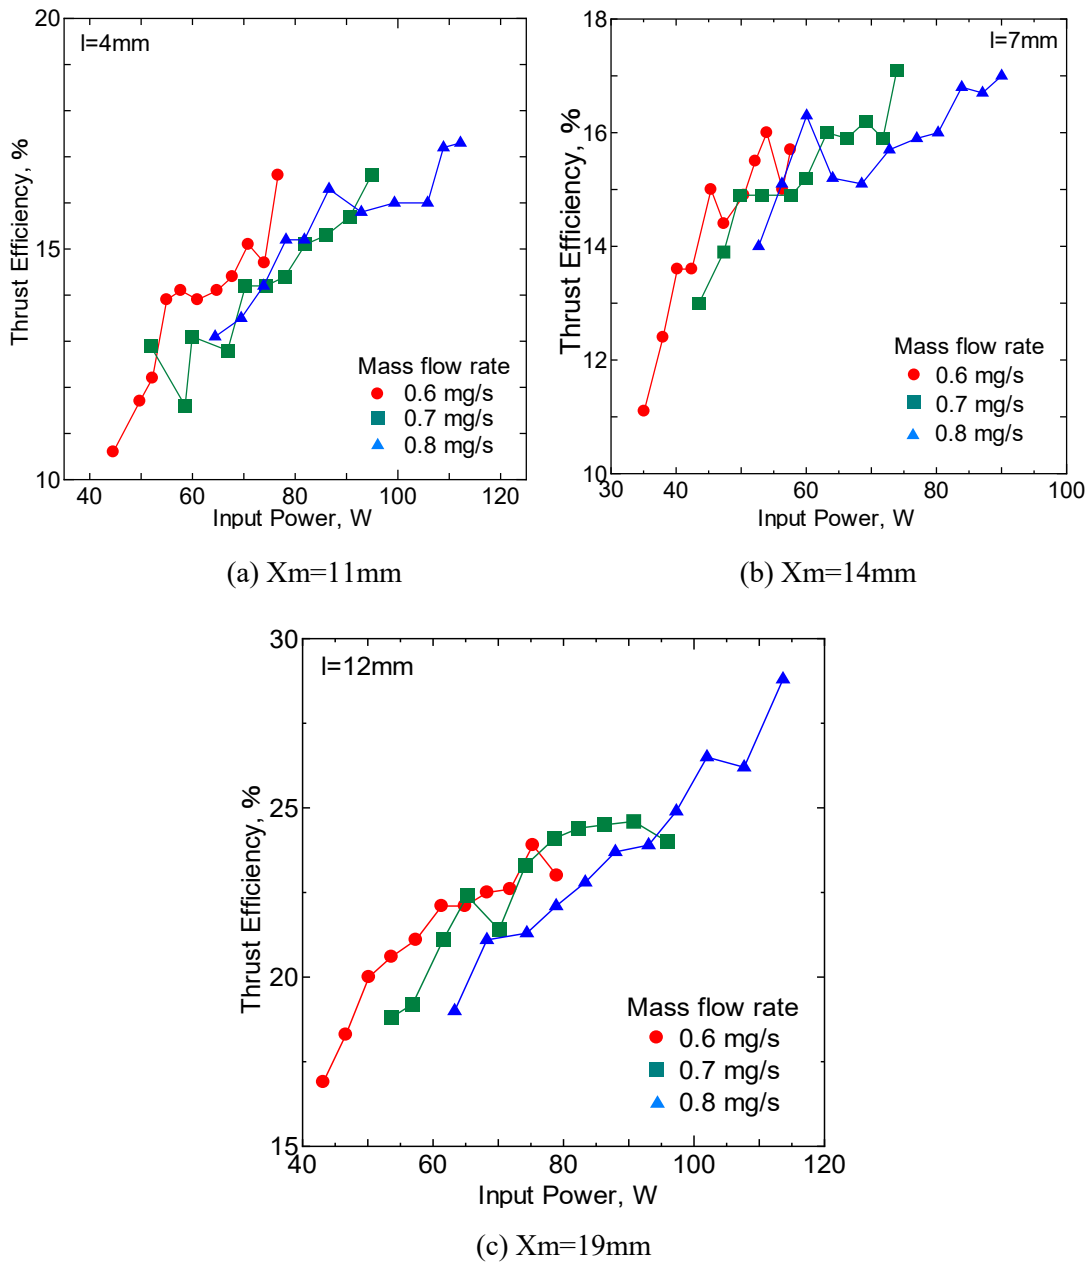 20
l=4mm
15
10
Thrust Efficiency, %
Mass flow rate
0.6 mg/s
0.7 mg/s
0.8 mg/s
40 60 80 100 120
Input Power, W
(a) Xm=11mm
18
l=7mm
16
14
12
10
Thrust Efficiency, %
Mass flow rate
0.6 mg/s
0.7 mg/s
0.8 mg/s
30 40 60 80 100
Input Power, W
(b) Xm=14mm
30
l=12mm
25
20
15
Thrust Efficiency, %
Mass flow rate
0.6 mg/s
0.7 mg/s
0.8 mg/s
40 60 80 100 120
Input Power, W
(c) Xm=19mm